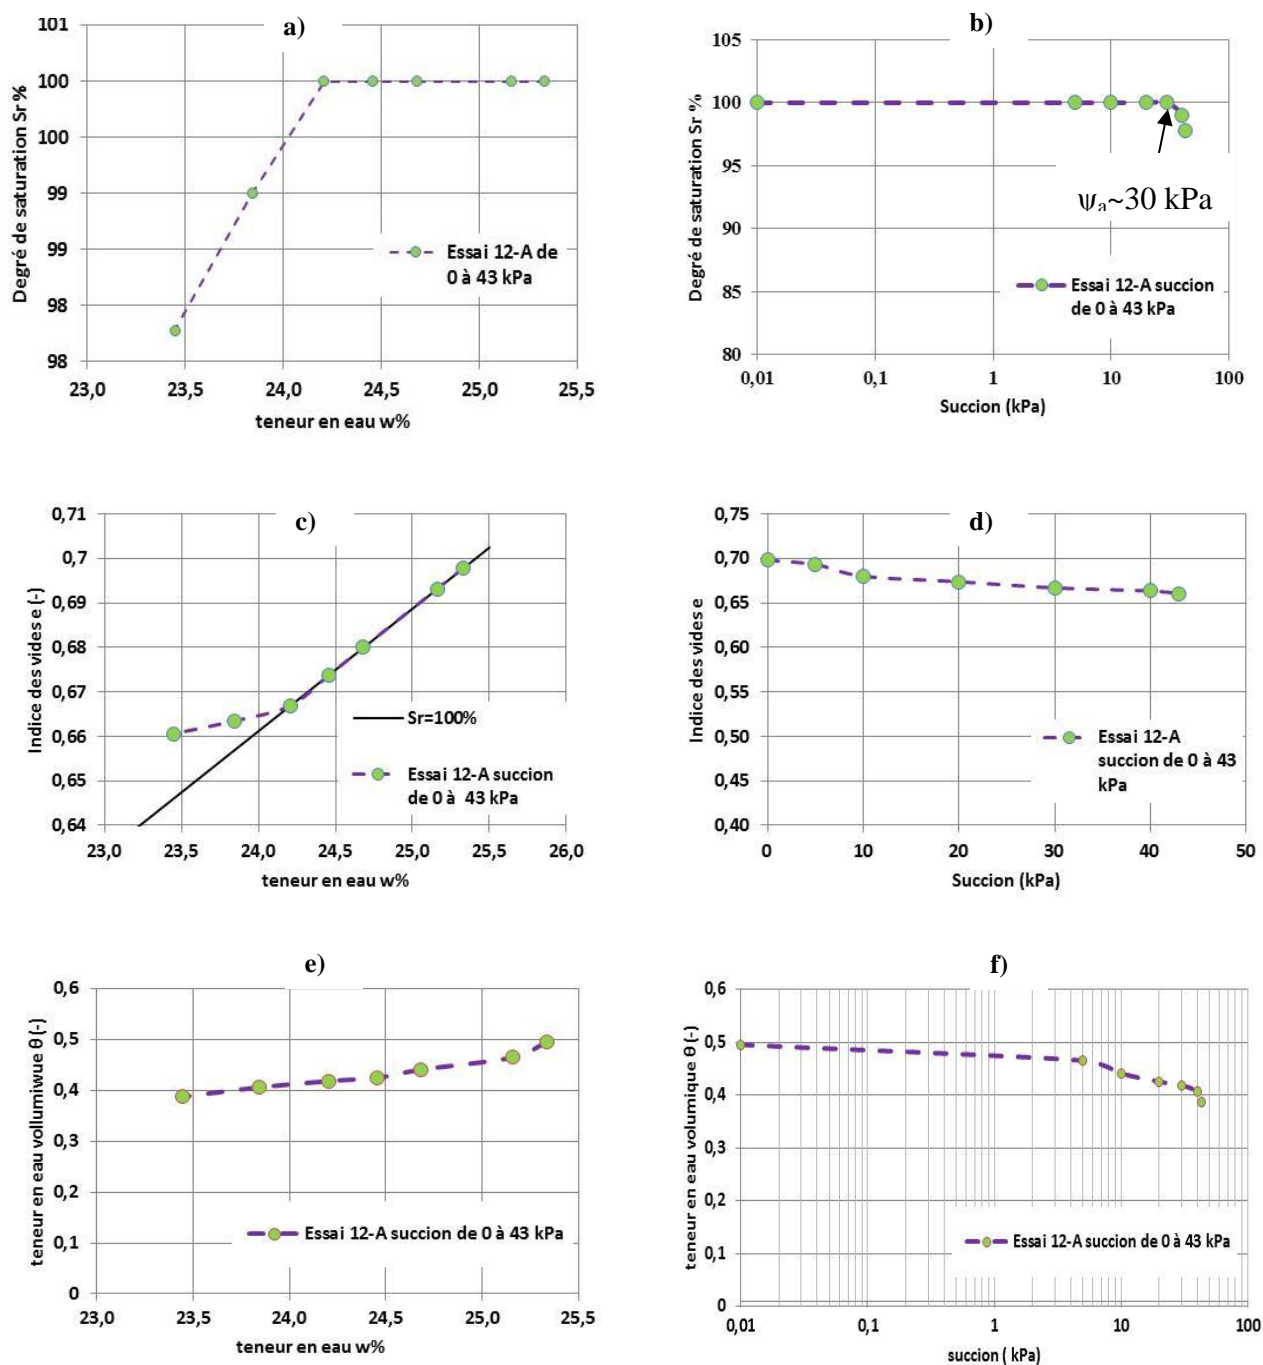 a)
101
100
100
99
99
98
98
23,0
23,5
24,0
24,5
25,0
25,5
Degré de saturation Sr %
teneur en eau w%
Essai 12-A de
0 à 43 kPa
b)
105
100
95
90
85
80
0,01
0,1
1
10
100
Degré de saturation Sr %
Succion (kPa)
ψa~30 kPa
Essai 12-A succion
de 0 à 43 kPa
c)
0,71
0,7
0,69
0,68
0,67
0,66
0,65
0,64
23,0
23,5
24,0
24,5
25,0
25,5
26,0
Indice des vides e (-)
teneur en eau w%
Sr=100%
Essai 12-A succion
de 0 à 43 kPa
d)
0,75
0,70
0,65
0,60
0,55
0,50
0,45
0,40
0
10
20
30
40
50
Indice des vides e
Succion (kPa)
Essai 12-A
succion de 0 à 43
kPa
e)
0,6
0,5
0,4
0,3
0,2
0,1
0
23,0
23,5
24,0
24,5
25,0
25,5
teneur en eau vollumiwue θ (-)
teneur en eau w%
Essai 12-A succion de 0 à 43 kPa
f)
0,6
0,5
0,4
0,3
0,2
0,1
0
0,01
0,1
1
10
100
teneur en eau volumique θ (-)
succion ( kPa)
Essai 12-A succion de 0 à 43 kPa